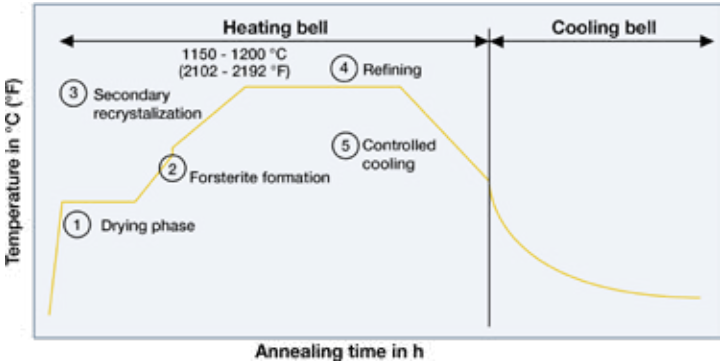 Heating bell
Cooling bell
1150 - 1200 °C
(2102 - 2192 °F)
4 Refining
3 Secondary
recrystalization
5 Controlled
cooling
2 Forsterite formation
1 Drying phase
Temperature in °C (°F)
Annealing time in h